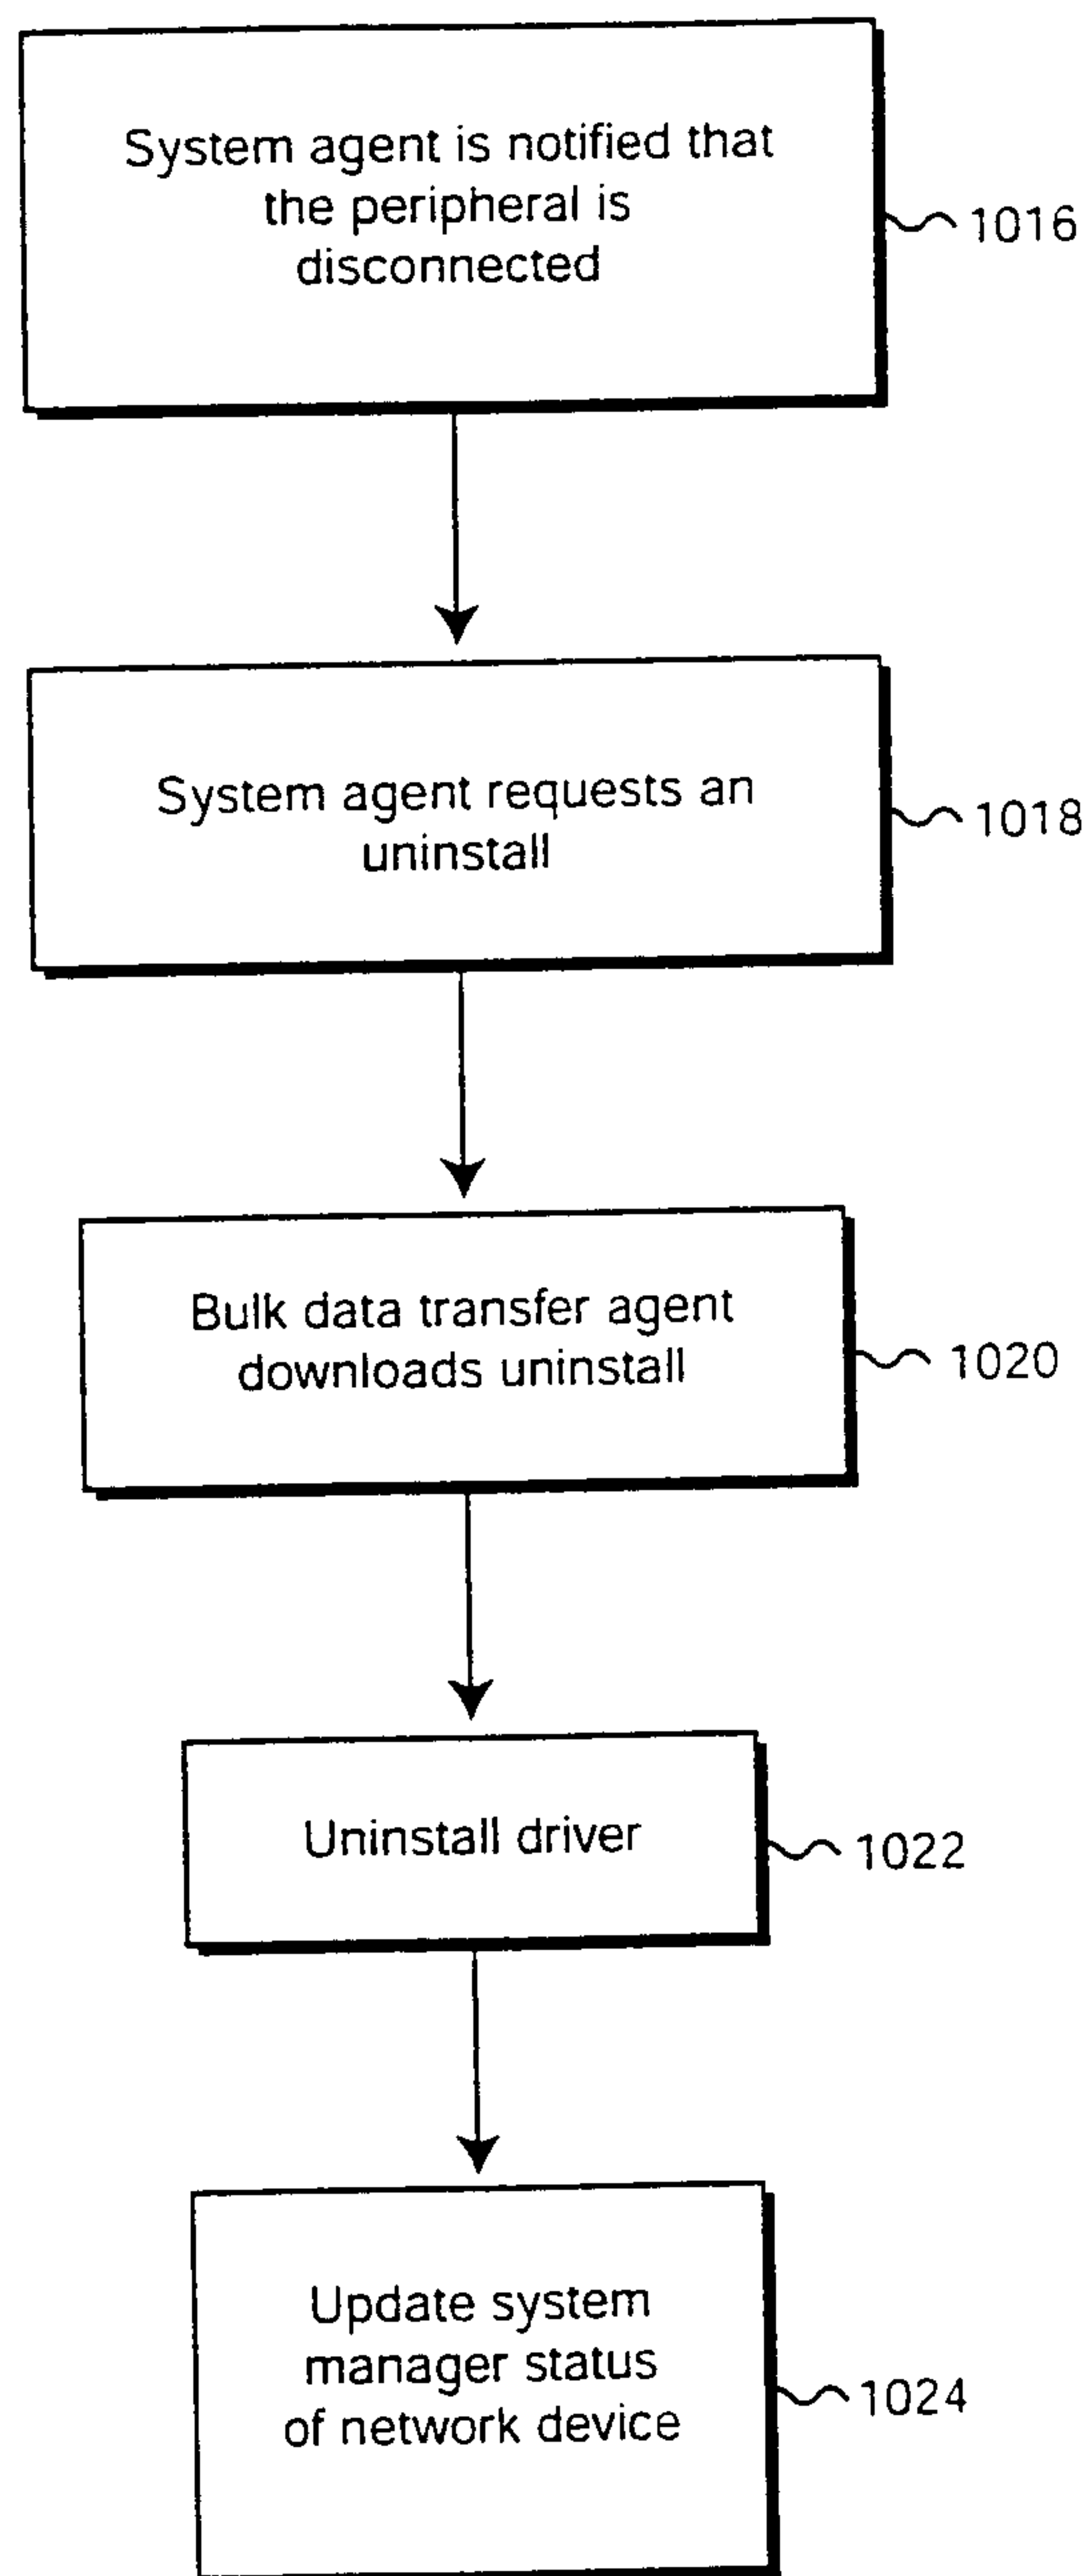 System agent is notified that
the peripheral is
disconnected
1016
System agent requests an
uninstall
1018
Bulk data transfer agent
downloads uninstall
1020
Uninstall driver
1022
Update system
manager status
of network device
1024